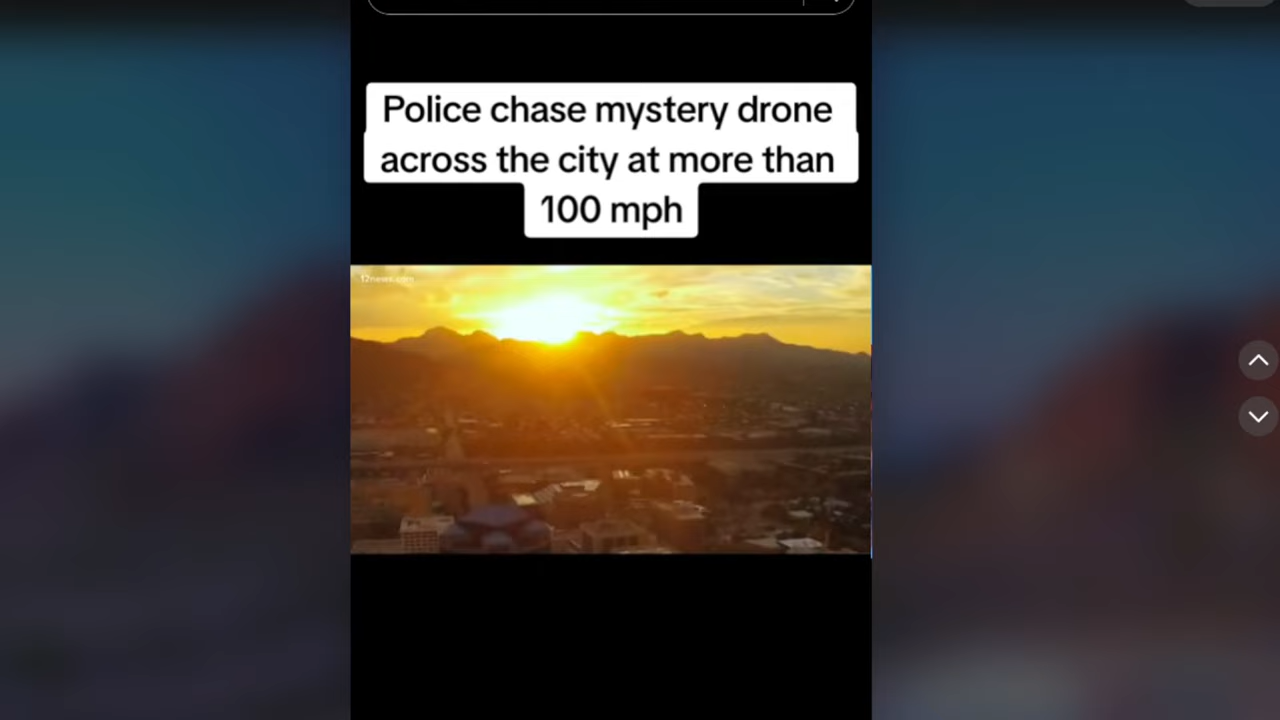 Police chase mystery drone
across the city at more than
100 mph
12news.com